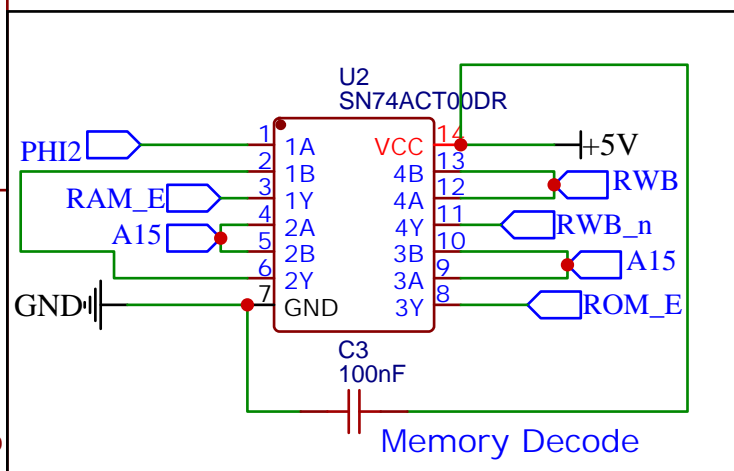 U2
SN74ACT00DR
1 1A VCC 14
PHI2 +5V
2 1B 4B 13
RWB
RAM_E 3 1Y 4A 12
A15 4 2A 4Y 11 RWB_n
5 2B 3B 10
A15
6 2Y 3A 9
GND 7 GND 3Y 8 ROM_E
C3
100nF
Memory Decode